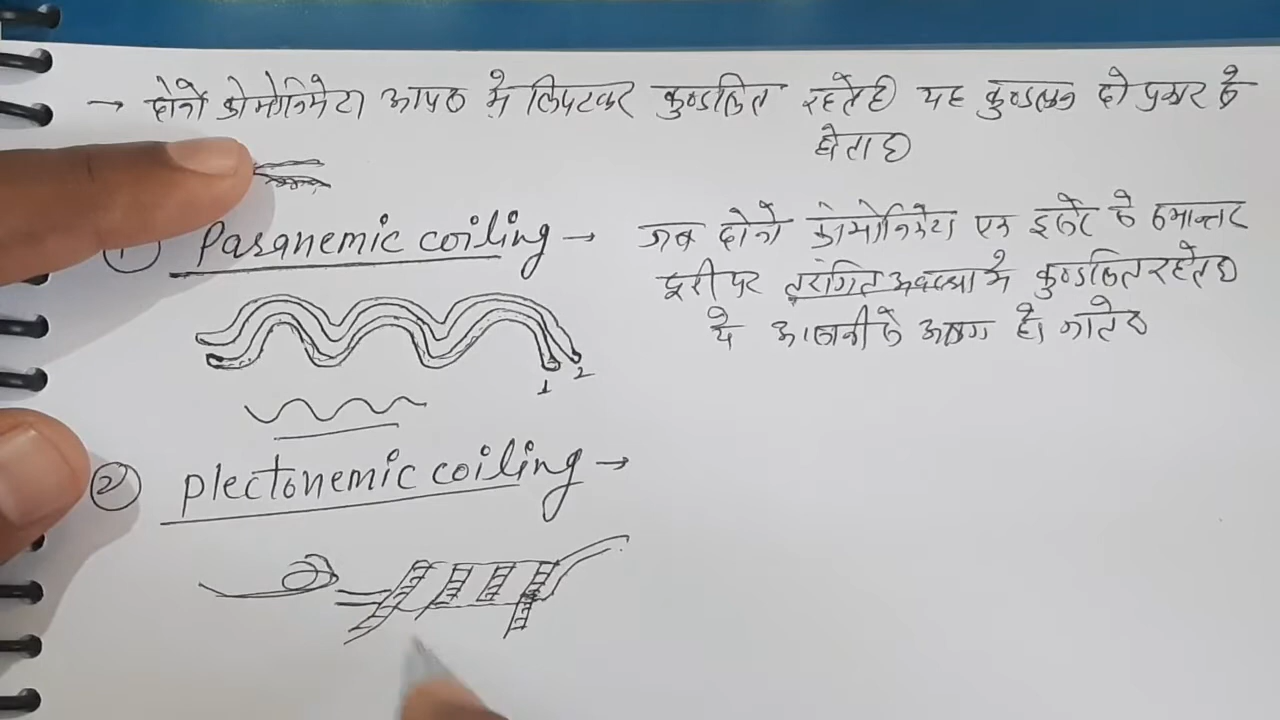 → दोनों क्रोमोनिमेटा आपस में लिपटकर कुण्डलित रहते है यह कुण्डलन दो प्रकार के
होता है
① Paranemic coiling → जब दोनों क्रोमोनिमेटा एक दूसरे के समान्तर
दूरी पर तरंगित अवस्था में कुण्डलित रहते है
ये आसानी से अलग हो जाते है
1 2
② plectonemic coiling →